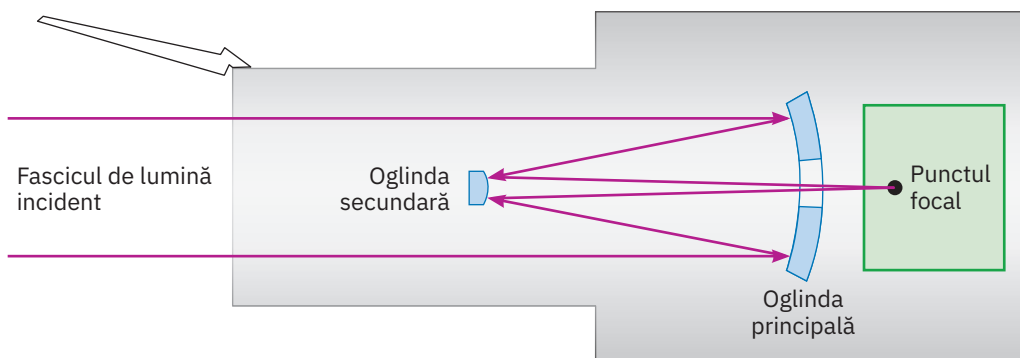 Fascicul de lumină
incident
Oglinda
secundară
Punctul
focal
Oglinda
principală